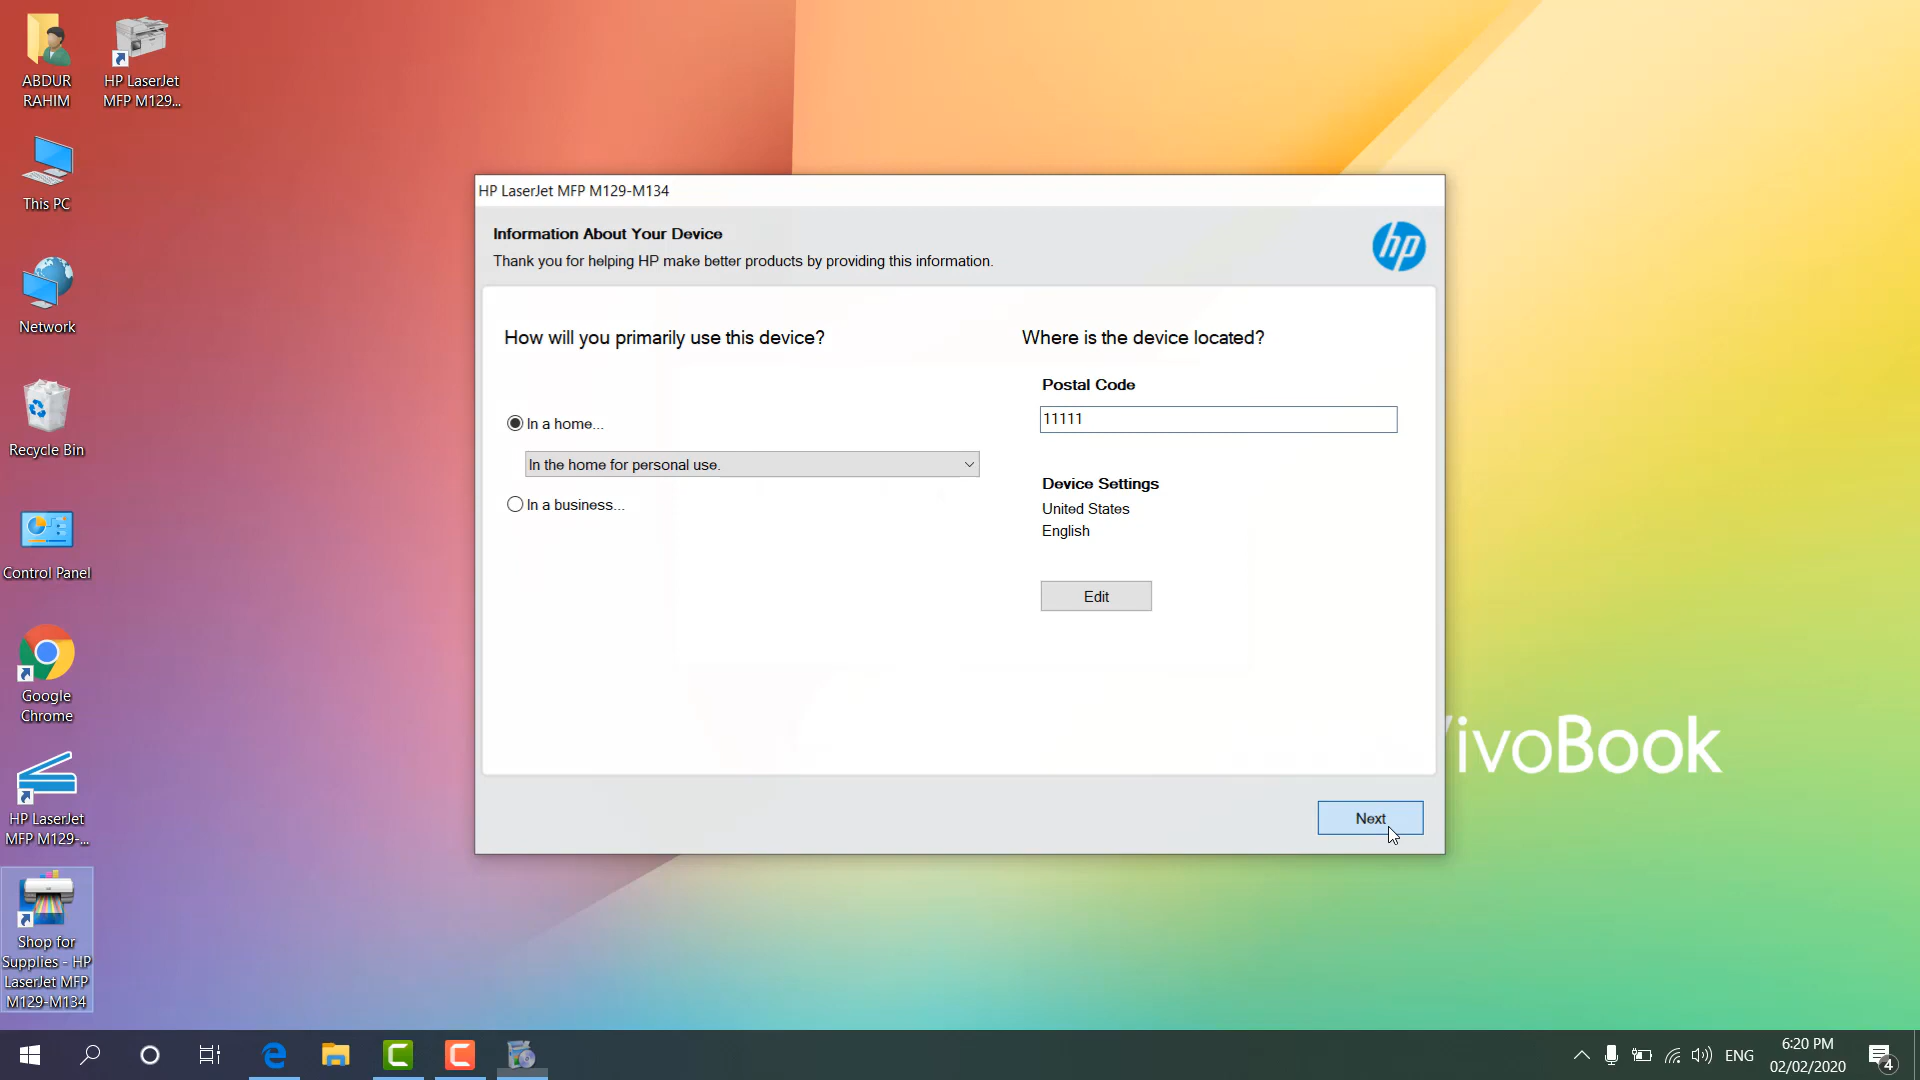 ABDUR
RAHIM
HP LaserJet
MFP M129...
This PC
Network
Recycle Bin
Control Panel
Google
Chrome
HP LaserJet
MFP M129-...
Shop for
Supplies - HP
LaserJet MFP
M129-M134
HP LaserJet MFP M129-M134
Information About Your Device
Thank you for helping HP make better products by providing this information.
hp
How will you primarily use this device?
In a home...
In the home for personal use.
In a business...
Where is the device located?
Postal Code
11111
Device Settings
United States
English
Edit
Next
ivoBook
ENG
6:20 PM
02/02/2020
4